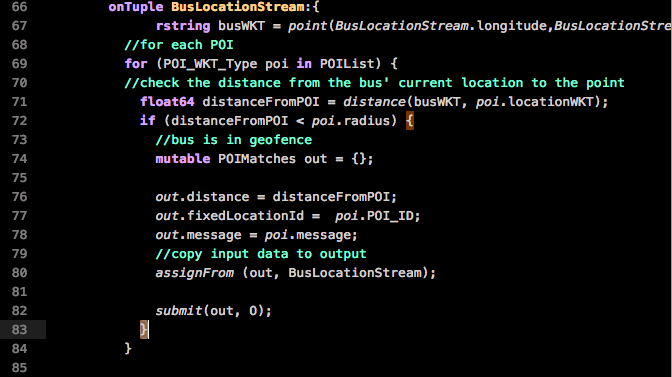 66 onTuple BusLocationStream:{
67 rstring busWKT = point(BusLocationStream.longitude,BusLocationStre
68 //for each POI
69 for (POI_WKT_Type poi in POIList) {
70 //check the distance from the bus' current location to the point
71 float64 distanceFromPOI = distance(busWKT, poi.locationWKT);
72 if (distanceFromPOI < poi.radius) {
73 //bus is in geofence
74 mutable POIMatches out = {};
75
76 out.distance = distanceFromPOI;
77 out.fixedLocationId =  poi.POI_ID;
78 out.message = poi.message;
79 //copy input data to output
80 assignFrom (out, BusLocationStream);
81
82 submit(out, 0);
83 }
84 }
85